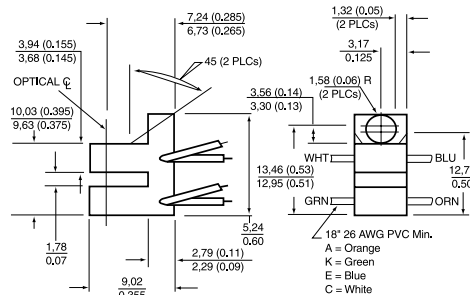 7,24 (0.285)
6,73 (0.265)
1,32 (0.05)
(2 PLCs)
3,94 (0.155)
3,68 (0.145)
45 (2 PLCs)
3,17
0.125
OPTICAL ℄
1,58 (0.06) R
(2 PLCs)
3,56 (0.14)
3,30 (0.13)
10,03 (0.395)
9,63 (0.375)
WHT
BLU
13,46 (0.53)
12,95 (0.51)
GRN
ORN
5,24
0.60
18" 26 AWG PVC Min.
A = Orange
K = Green
E = Blue
C = White
1,78
0.07
2,79 (0.11)
2,29 (0.09)
9,02